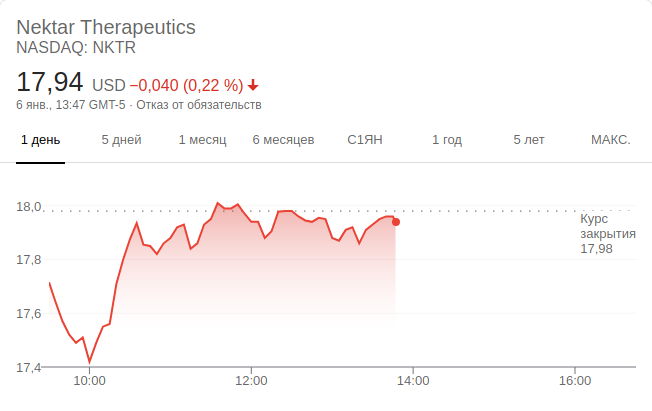 Nektar Therapeutics
NASDAQ: NKTR
17,94 USD −0,040 (0,22 %)
6 янв., 13:47 GMT-5 · Отказ от обязательств
1 день 5 дней 1 месяц 6 месяцев С1ЯН 1 год 5 лет МАКС.
18,0
Курс
закрытия
17,98
17,8
17,6
17,4
10:00 12:00 14:00 16:00